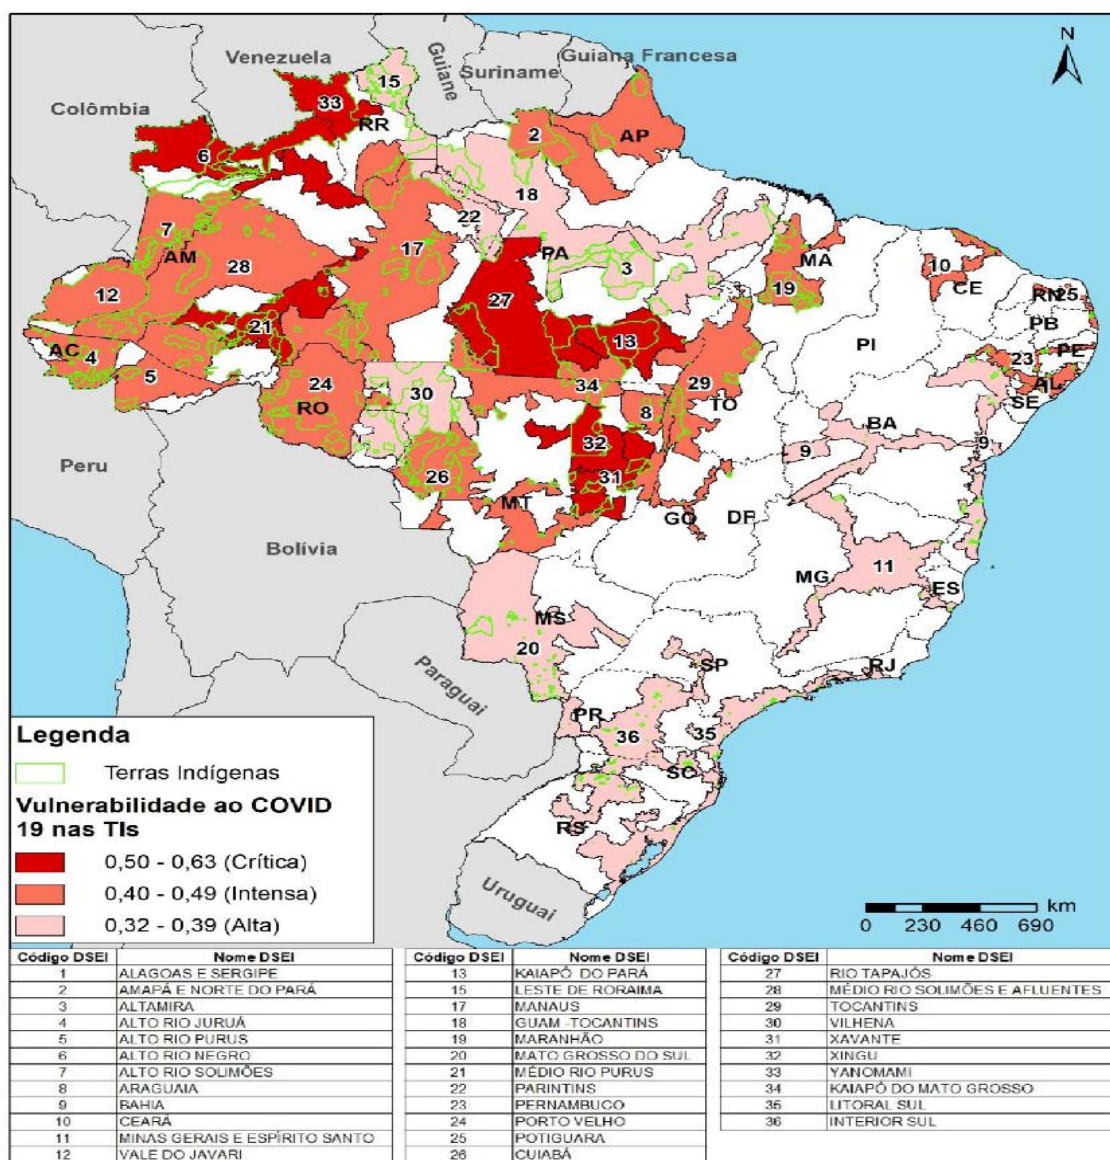 N
Venezuela
Guiane
Suriname
Guiana Francesa
Colômbia
15
33
RR
6
2
AP
18
7
AM
28
22
17
PA
3
MA
12
19
10
CE
27
RN
25
21
13
PB
AC
4
PI
PE
5
24
34
29
23
AL
RO
30
8
TO
SE
BA
32
9
9
Peru
26
31
MT
GO
DF
Bolívia
11
MG
ES
MS
20
SP
RJ
Paraguai
PR
36
35
SC
RS
Uruguai
Legenda
Terras Indígenas
Vulnerabilidade ao COVID
19 nas TIs
0,50 - 0,63 (Crítica)
0,40 - 0,49 (Intensa)
0,32 - 0,39 (Alta)
km
0 230 460 690
Código DSEI Nome DSEI
1 ALAGOAS E SERGIPE
2 AMAPÁ E NORTE DO PARÁ
3 ALTAMIRA
4 ALTO RIO JURUÁ
5 ALTO RIO PURUS
6 ALTO RIO NEGRO
7 ALTO RIO SOLIMÕES
8 ARAGUAIA
9 BAHIA
10 CEARÁ
11 MINAS GERAIS E ESPÍRITO SANTO
12 VALE DO JAVARI
Código DSEI Nome DSEI
13 KAIAPÓ DO PARÁ
15 LESTE DE RORAIMA
17 MANAUS
18 GUAM -TOCANTINS
19 MARANHÃO
20 MATO GROSSO DO SUL
21 MÉDIO RIO PURUS
22 PARINTINS
23 PERNAMBUCO
24 PORTO VELHO
25 POTIGUARA
26 CUIABÁ
Código DSEI Nome DSEI
27 RIO TAPAJÓS
28 MÉDIO RIO SOLIMÕES E AFLUENTES
29 TOCANTINS
30 VILHENA
31 XAVANTE
32 XINGU
33 YANOMAMI
34 KAIAPÓ DO MATO GROSSO
35 LITORAL SUL
36 INTERIOR SUL